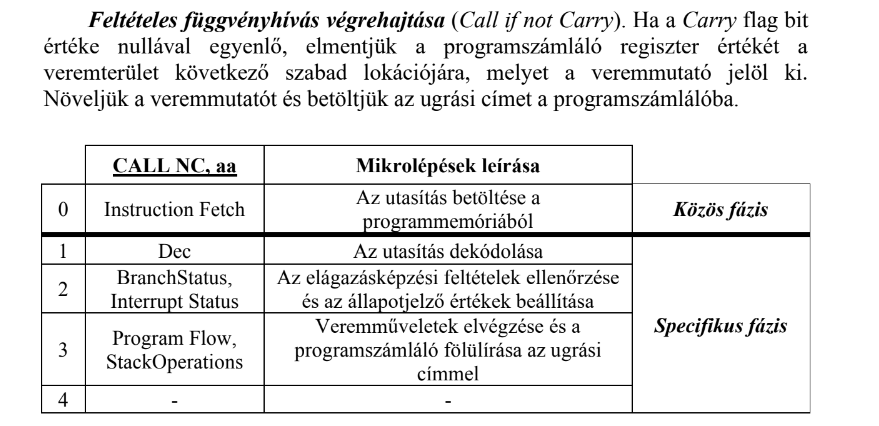 Feltételes függvényhívás végrehajtása (Call if not Carry). Ha a Carry flag bit
értéke nullával egyenlő, elmentjük a programszámláló regiszter értékét a
veremterület következő szabad lokációjára, melyet a veremmutató jelöl ki.
Növeljük a veremmutatót és betöltjük az ugrási címet a programszámlálóba.
CALL NC, aa Mikrolépések leírása
0 Instruction Fetch Az utasítás betöltése a
programmemóriából Közös fázis
1 Dec Az utasítás dekódolása
2 BranchStatus,
Interrupt Status Az elágazásképzési feltételek ellenőrzése
és az állapotjelző értékek beállítása
Specifikus fázis
3 Program Flow,
StackOperations Veremműveletek elvégzése és a
programszámláló fölülírása az ugrási
címmel
4 - -